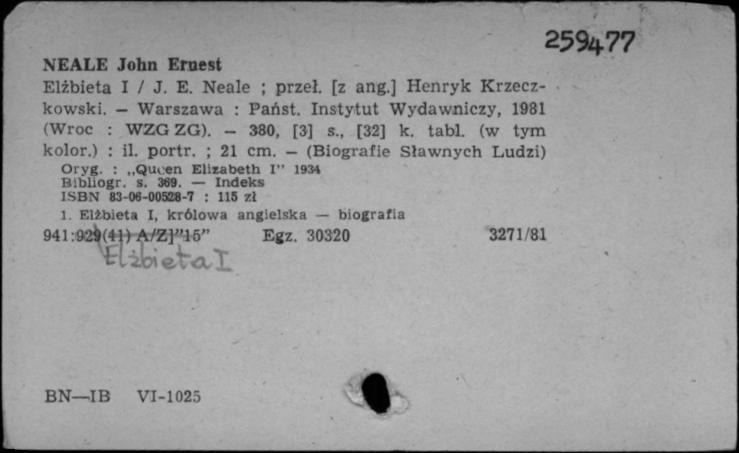 259477
NEALE John Ernest
Elżbieta I / J. E. Neale ; przeł. [z ang.] Henryk Krzecz-
kowski. — Warszawa : Państ. Instytut Wydawniczy, 1981
(Wroc : WZG ZG). — 380, [3] s., [32] k. tabl. (w tym
kolor.) : il. portr. ; 21 cm. — (Biografie Sławnych Ludzi)
Oryg. : „Queen Elizabeth I” 1934
Bibliogr. s. 369. — Indeks
ISBN 83-06-00528-7 : 115 zł
1. Elżbieta I, królowa angielska — biografia
941:929(41) A/Z]”15” Egz. 30320 3271/81
Elżbieta I
BN—IB VI-1025